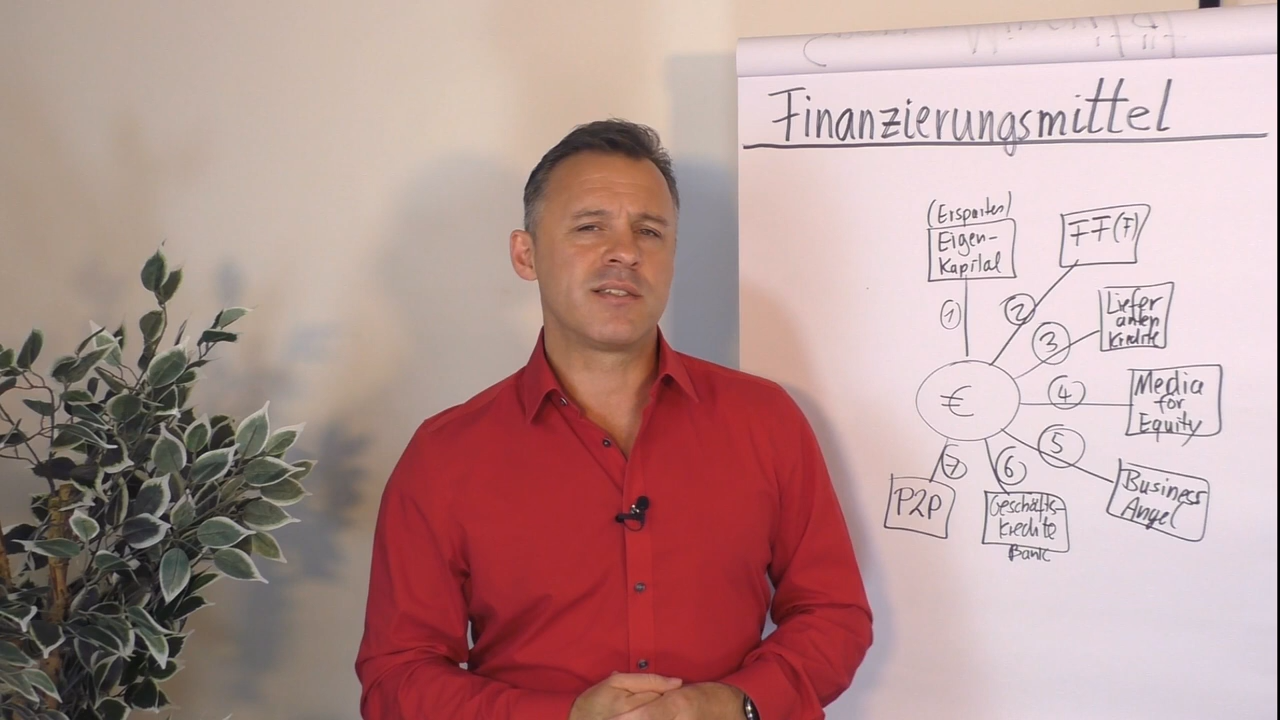 Finanzierungsmittel
(Erspartes)
Eigen-
Kapital
FF(F)
Liefer
anten
Kredite
Media
for
Equity
Business
Angel
Geschäfts-
Kredite
Bank
P2P
€
1
2
3
4
5
6
7